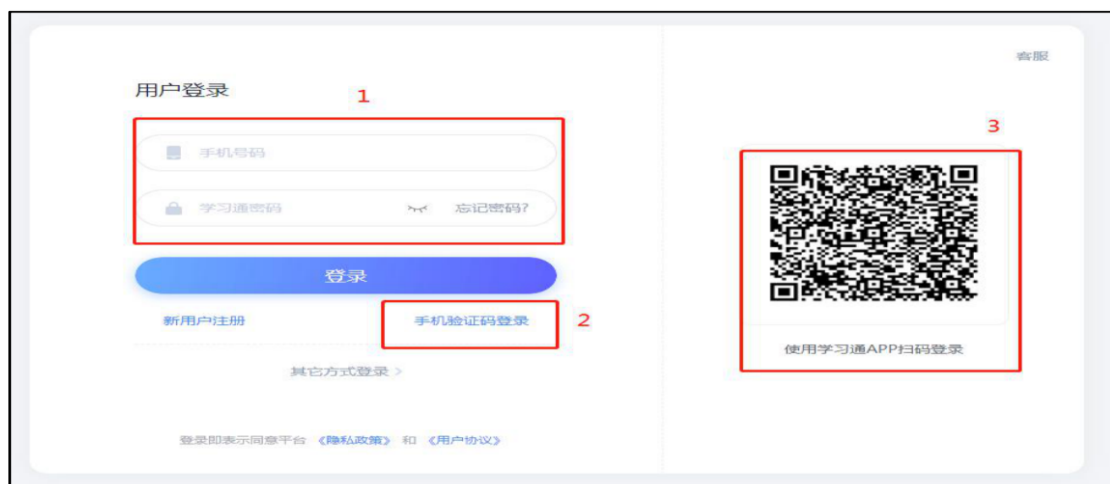 客服
用户登录
1
手机号码
学习通密码 忘记密码?
登录
新用户注册 手机验证码登录 2
其它方式登录 >
登录即表示同意平台 《隐私政策》 和 《用户协议》
3
使用学习通APP扫码登录